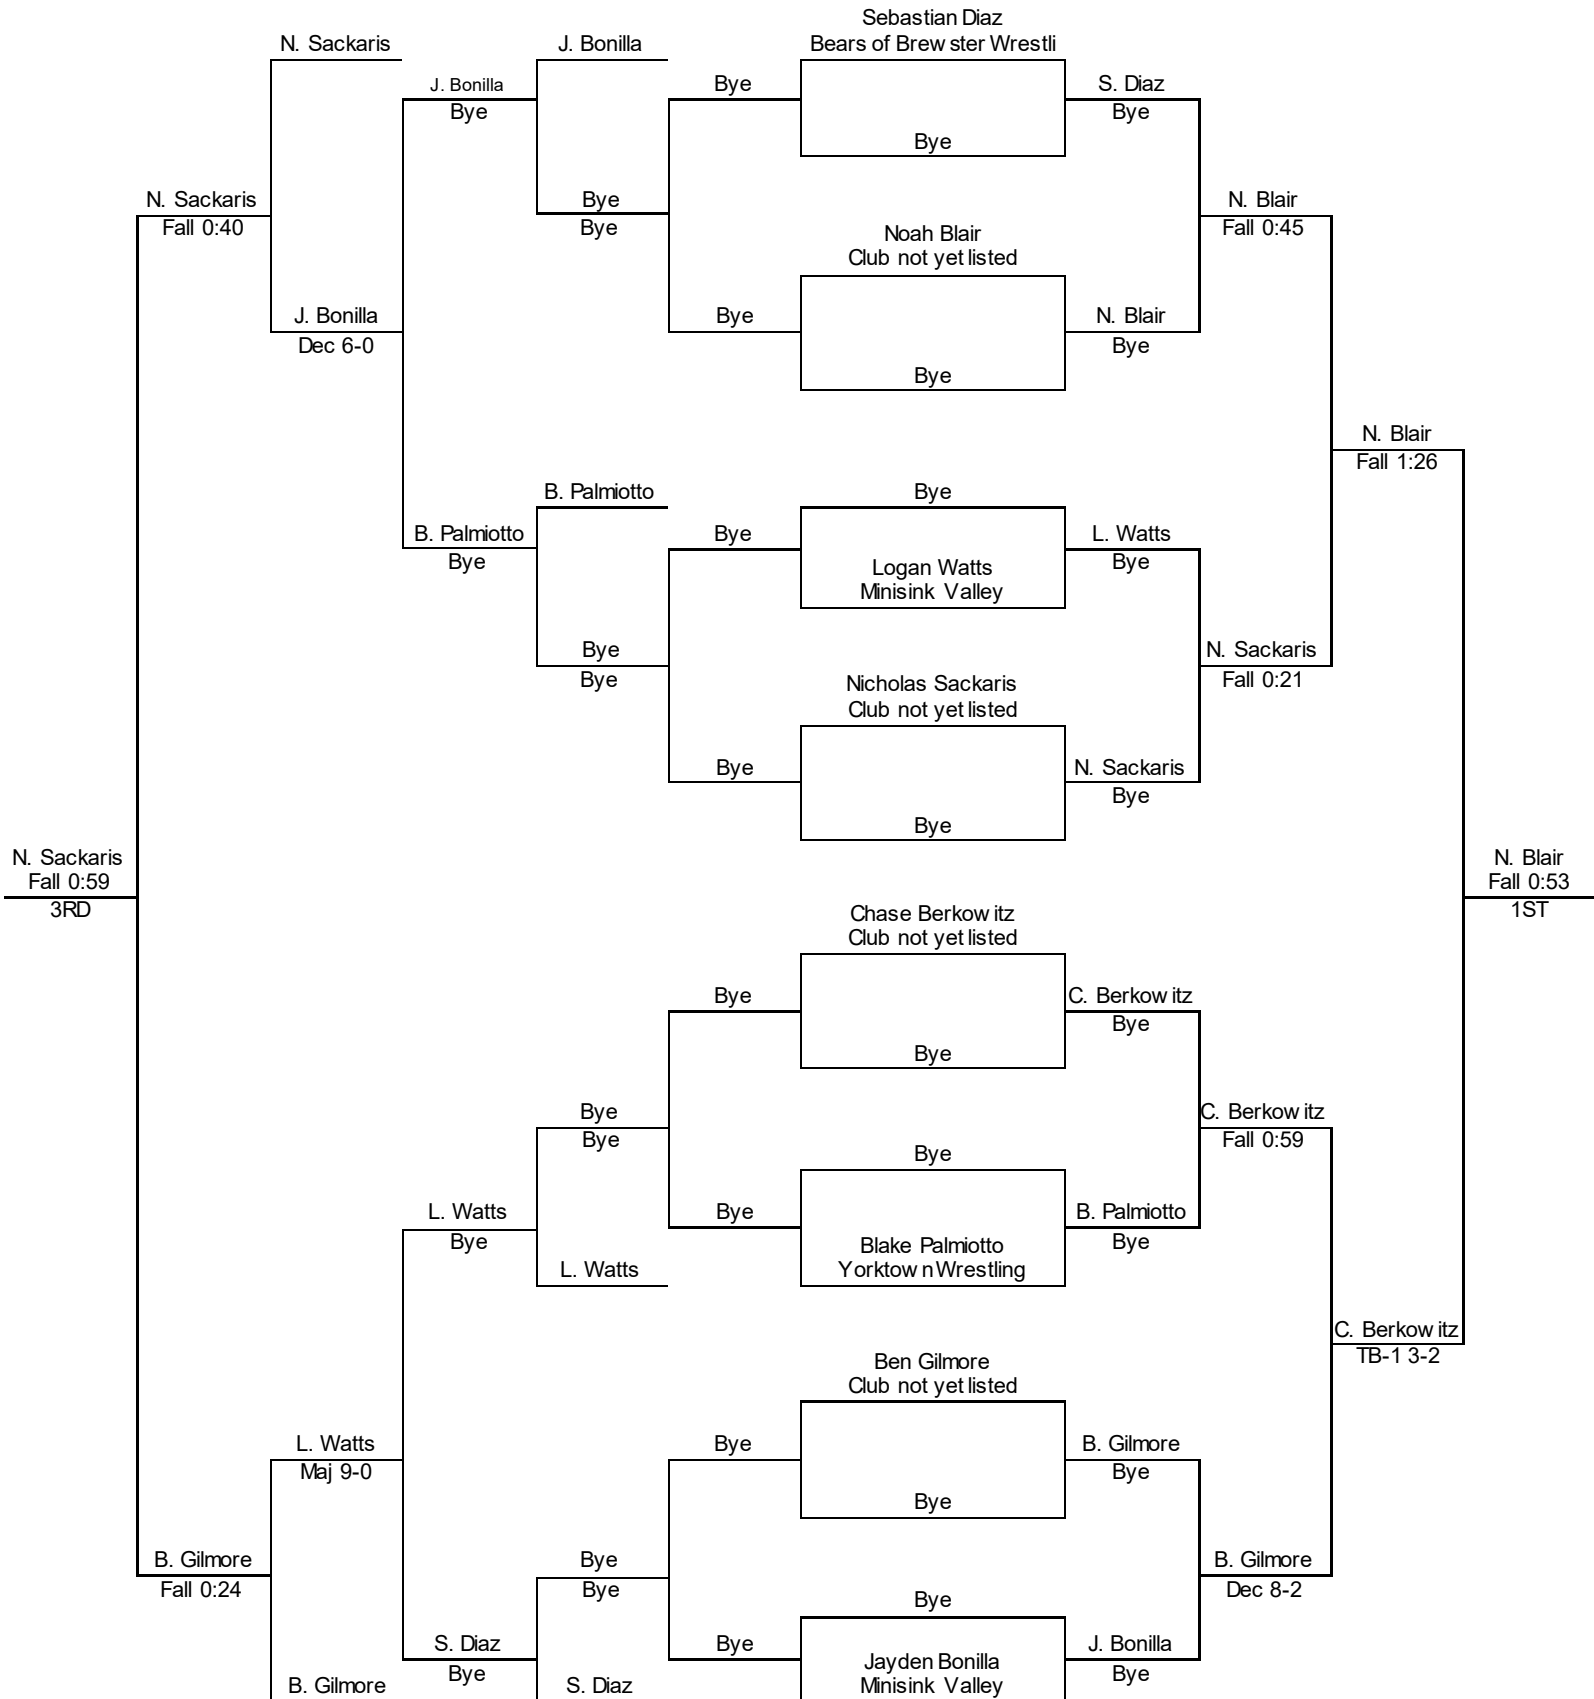 Sebastian Diaz
N. Sackaris
J. Bonilla
Bears of Brewster Wrestli
J. Bonilla
Bye
Bye
S. Diaz
Bye
Bye
N. Sackaris
Fall 0:40
Bye
Bye
N. Blair
Fall 0:45
Noah Blair
Club not yet listed
J. Bonilla
Dec 6-0
Bye
N. Blair
Bye
Bye
N. Blair
Fall 1:26
B. Palmiotto
Bye
B. Palmiotto
Bye
Bye
L. Watts
Bye
Logan Watts
Minisink Valley
Bye
Bye
N. Sackaris
Fall 0:21
Nicholas Sackaris
Club not yet listed
Bye
N. Sackaris
Bye
Bye
N. Sackaris
Fall 0:59
3RD
N. Blair
Fall 0:53
1ST
Chase Berkowitz
Club not yet listed
Bye
C. Berkowitz
Bye
Bye
Bye
Bye
C. Berkowitz
Fall 0:59
Bye
L. Watts
Bye
Bye
B. Palmiotto
Bye
Blake Palmiotto
Yorktown Wrestling
L. Watts
C. Berkowitz
TB-1 3-2
Ben Gilmore
Club not yet listed
L. Watts
Maj 9-0
Bye
B. Gilmore
Bye
Bye
B. Gilmore
Fall 0:24
Bye
Bye
B. Gilmore
Dec 8-2
Bye
S. Diaz
Bye
Bye
J. Bonilla
Bye
Jayden Bonilla
Minisink Valley
B. Gilmore
S. Diaz